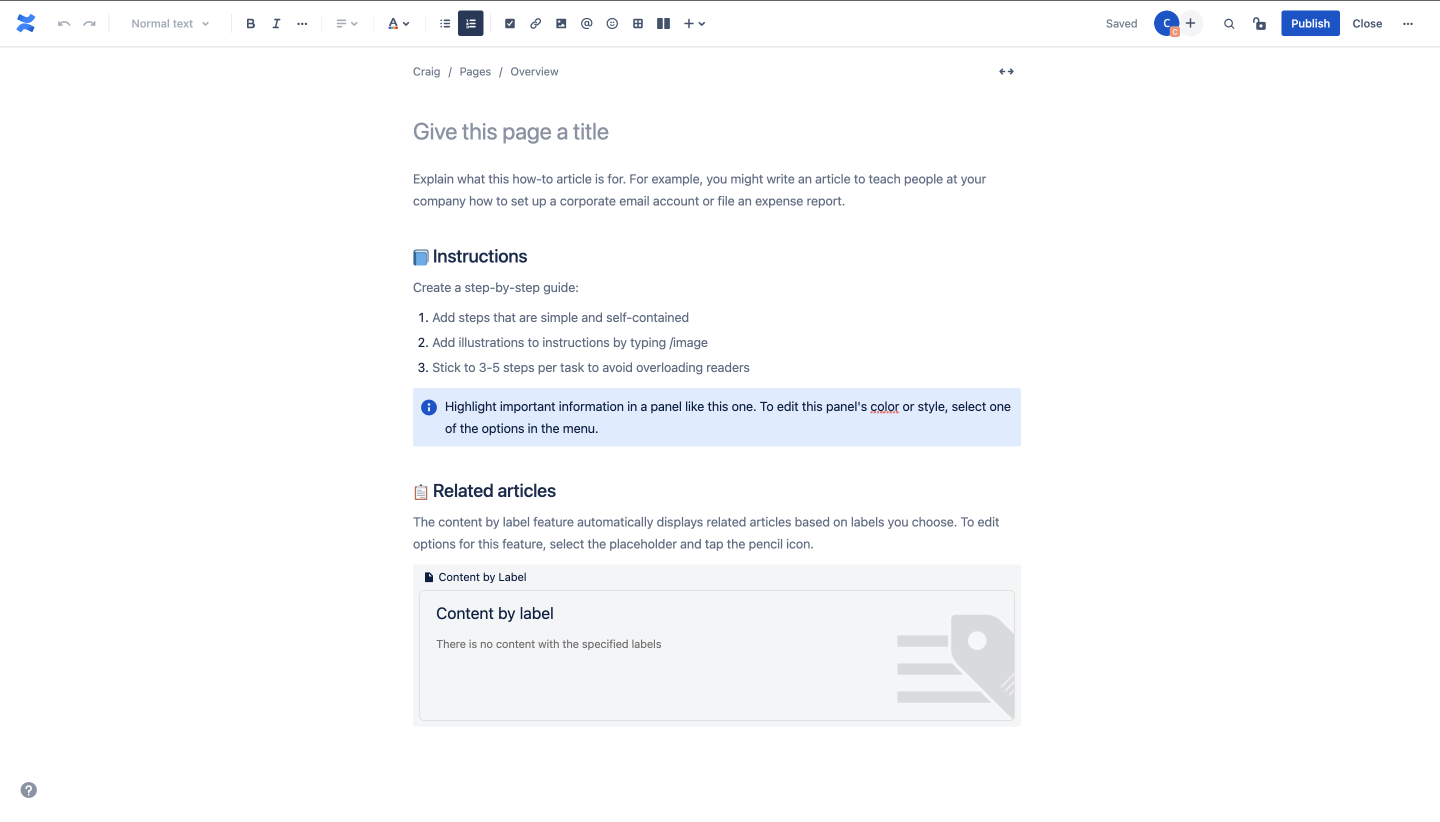 Normal text
B
I
A
@
Saved
C
C
Publish
Close
Craig / Pages / Overview
Give this page a title
Explain what this how-to article is for. For example, you might write an article to teach people at your
company how to set up a corporate email account or file an expense report.
Instructions
Create a step-by-step guide:
1. Add steps that are simple and self-contained
2. Add illustrations to instructions by typing /image
3. Stick to 3-5 steps per task to avoid overloading readers
Highlight important information in a panel like this one. To edit this panel's color or style, select one
of the options in the menu.
Related articles
The content by label feature automatically displays related articles based on labels you choose. To edit
options for this feature, select the placeholder and tap the pencil icon.
Content by Label
Content by label
There is no content with the specified labels
?